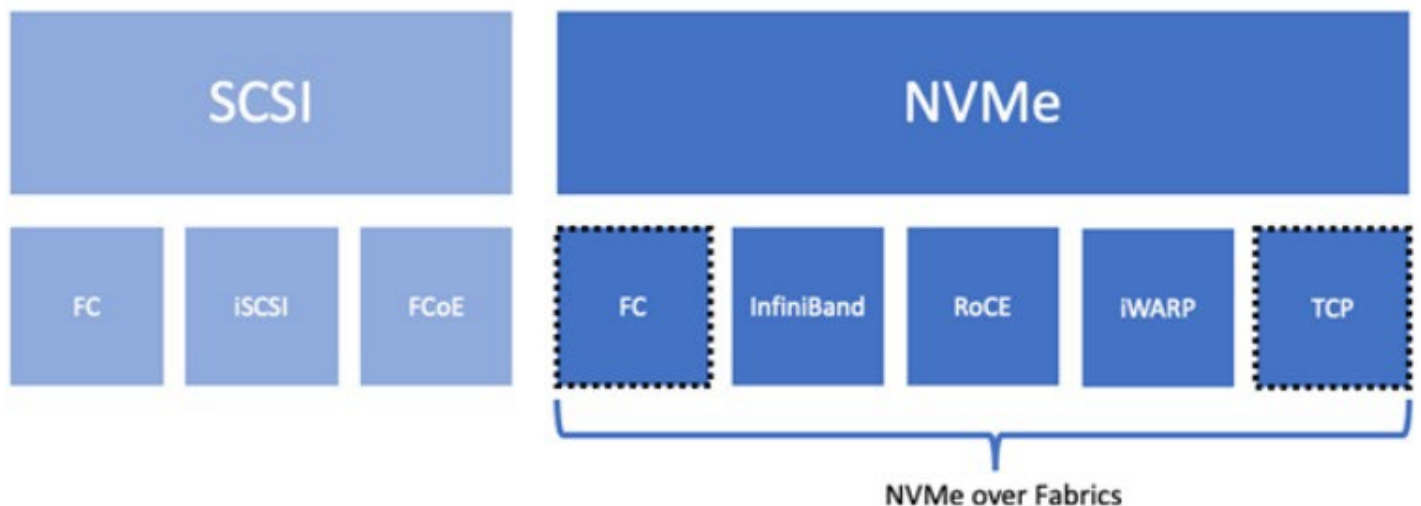 SCSI
NVMe
FC
iSCSI
FCoE
FC
InfiniBand
RoCE
iWARP
TCP
NVMe over Fabrics